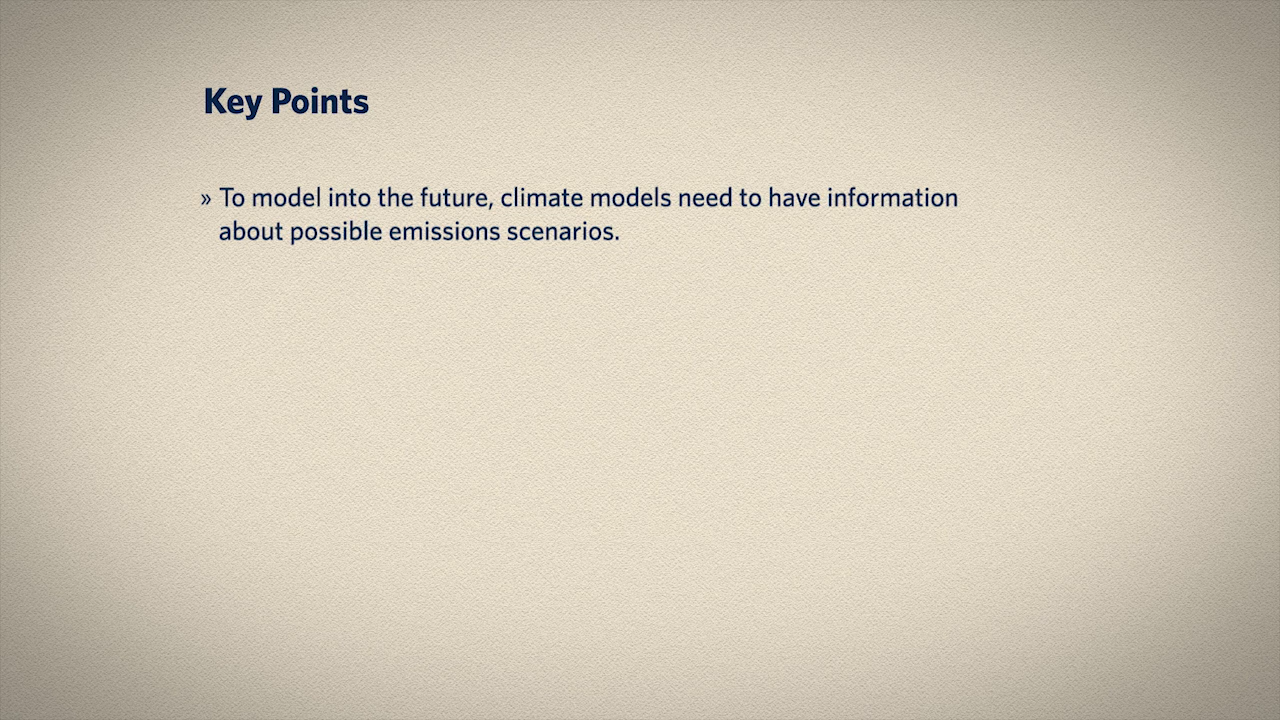 Key Points
» To model into the future, climate models need to have information
about possible emissions scenarios.